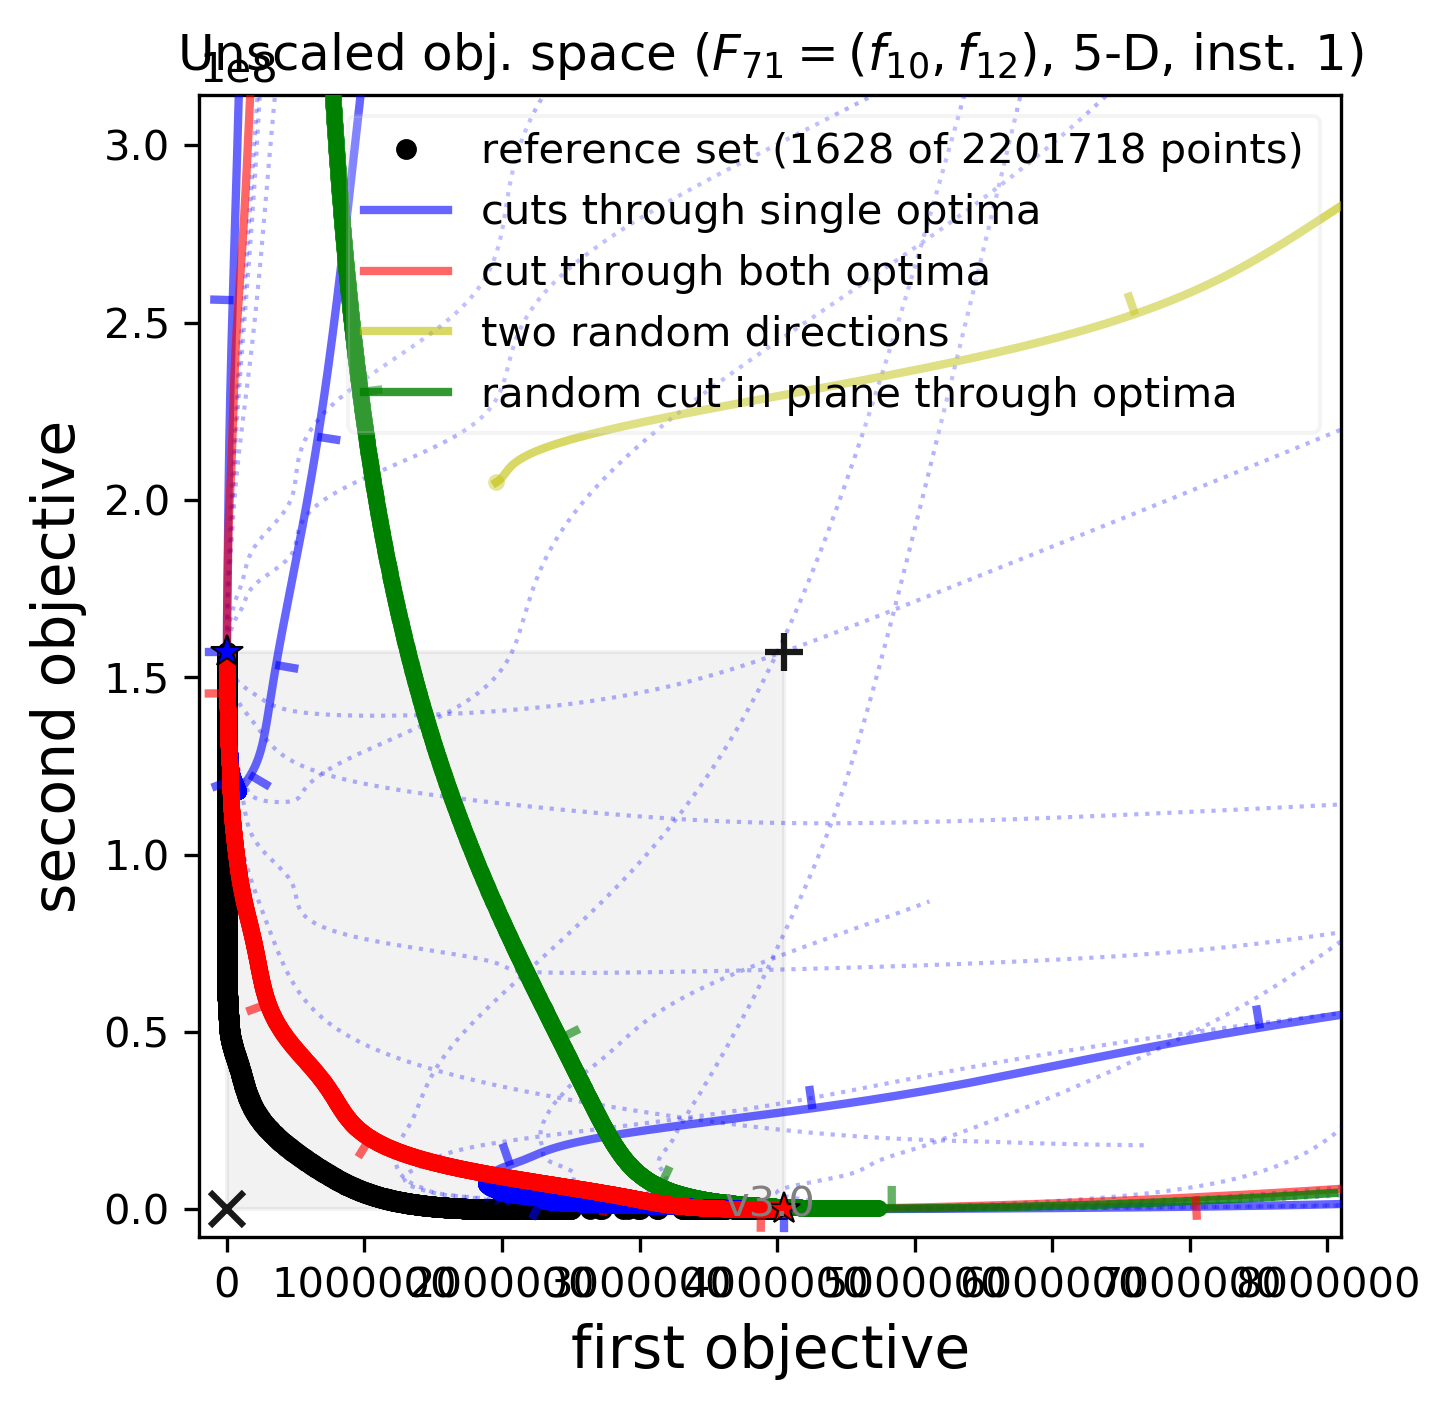 Unscaled obj. space (F71 = (f10, f12), 5-D, inst. 1)
1e8
reference set (1628 of 2201718 points)
cuts through single optima
cut through both optima
two random directions
random cut in plane through optima
3.0
2.5
2.0
1.5
1.0
0.5
0.0
second objective
v3.0
0 1000000 2000000 3000000 4000000 5000000 6000000 7000000 8000000
first objective